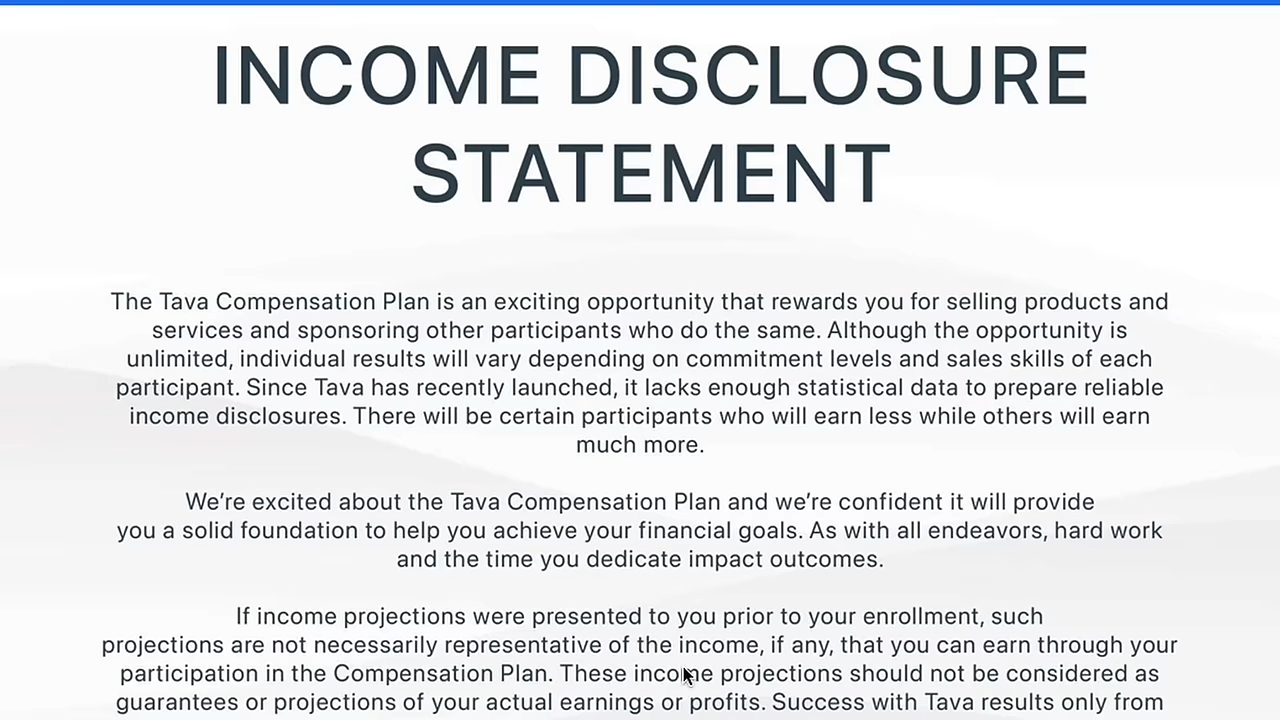 INCOME DISCLOSURE
STATEMENT
The Tava Compensation Plan is an exciting opportunity that rewards you for selling products and
services and sponsoring other participants who do the same. Although the opportunity is
unlimited, individual results will vary depending on commitment levels and sales skills of each
participant. Since Tava has recently launched, it lacks enough statistical data to prepare reliable
income disclosures. There will be certain participants who will earn less while others will earn
much more.
We’re excited about the Tava Compensation Plan and we’re confident it will provide
you a solid foundation to help you achieve your financial goals. As with all endeavors, hard work
and the time you dedicate impact outcomes.
If income projections were presented to you prior to your enrollment, such
projections are not necessarily representative of the income, if any, that you can earn through your
participation in the Compensation Plan. These income projections should not be considered as
guarantees or projections of your actual earnings or profits. Success with Tava results only from